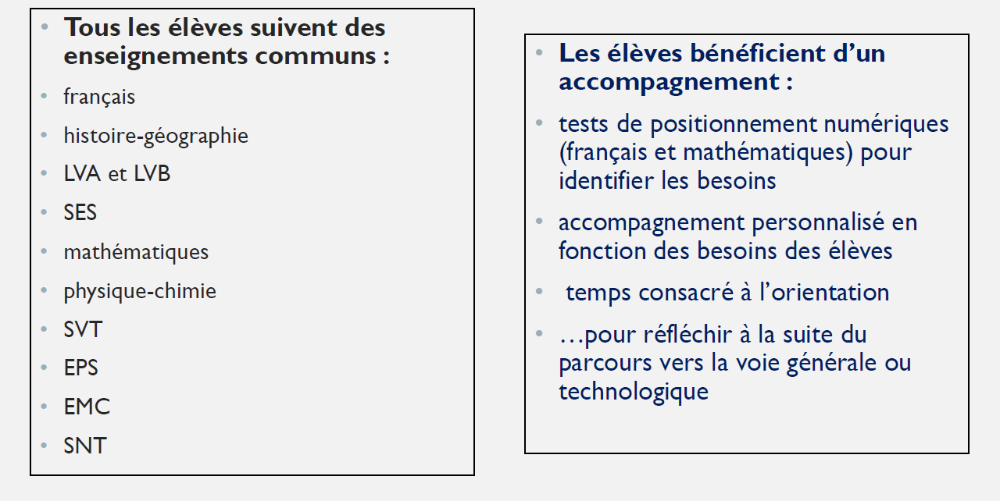 • Tous les élèves suivent des
enseignements communs :
• français
• histoire-géographie
• LVA et LVB
• SES
• mathématiques
• physique-chimie
• SVT
• EPS
• EMC
• SNT
• Les élèves bénéficient d’un
accompagnement :
• tests de positionnement numériques
(français et mathématiques) pour
identifier les besoins
• accompagnement personnalisé en
fonction des besoins des élèves
• temps consacré à l’orientation
• …pour réfléchir à la suite du
parcours vers la voie générale ou
technologique